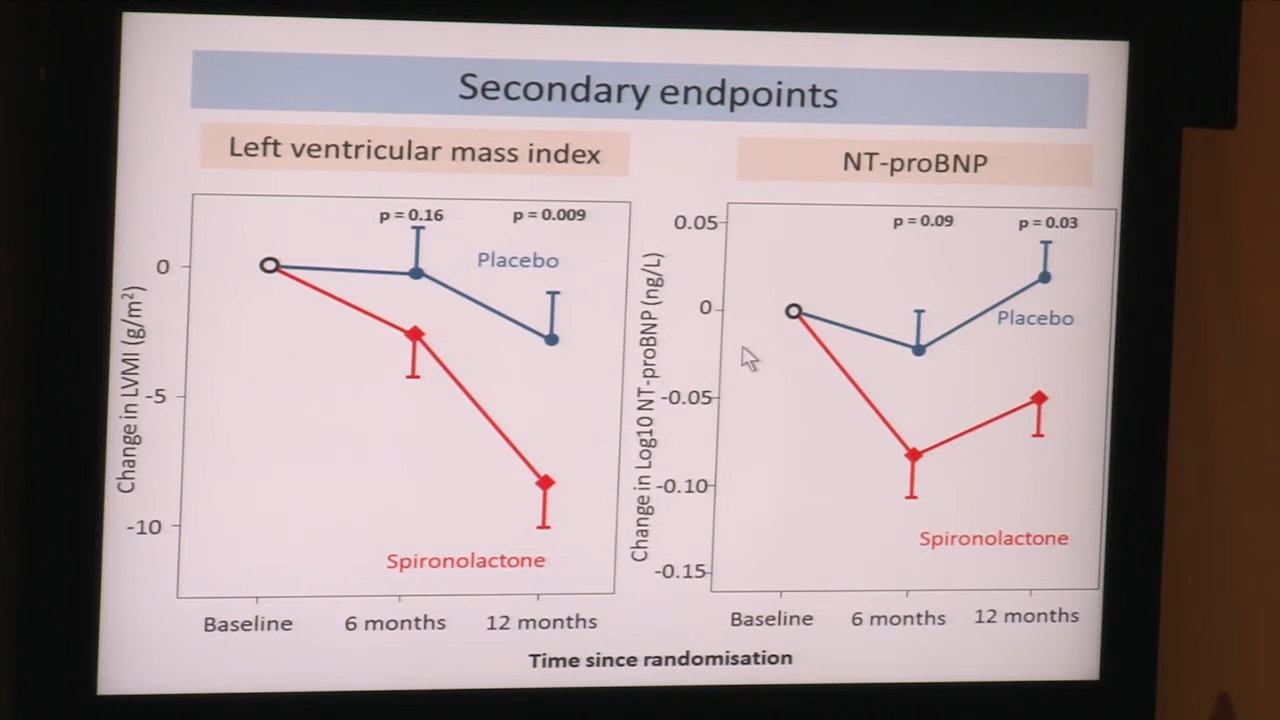 Secondary endpoints
Left ventricular mass index
p = 0.16
p = 0.009
Placebo
0
-5
-10
Change in LVMI (g/m²)
Spironolactone
Baseline
6 months
12 months
NT-proBNP
0.05
p = 0.09
p = 0.03
0
Placebo
-0.05
-0.10
-0.15
Change in Log10 NT-proBNP (ng/L)
Spironolactone
Baseline
6 months
12 months
Time since randomisation